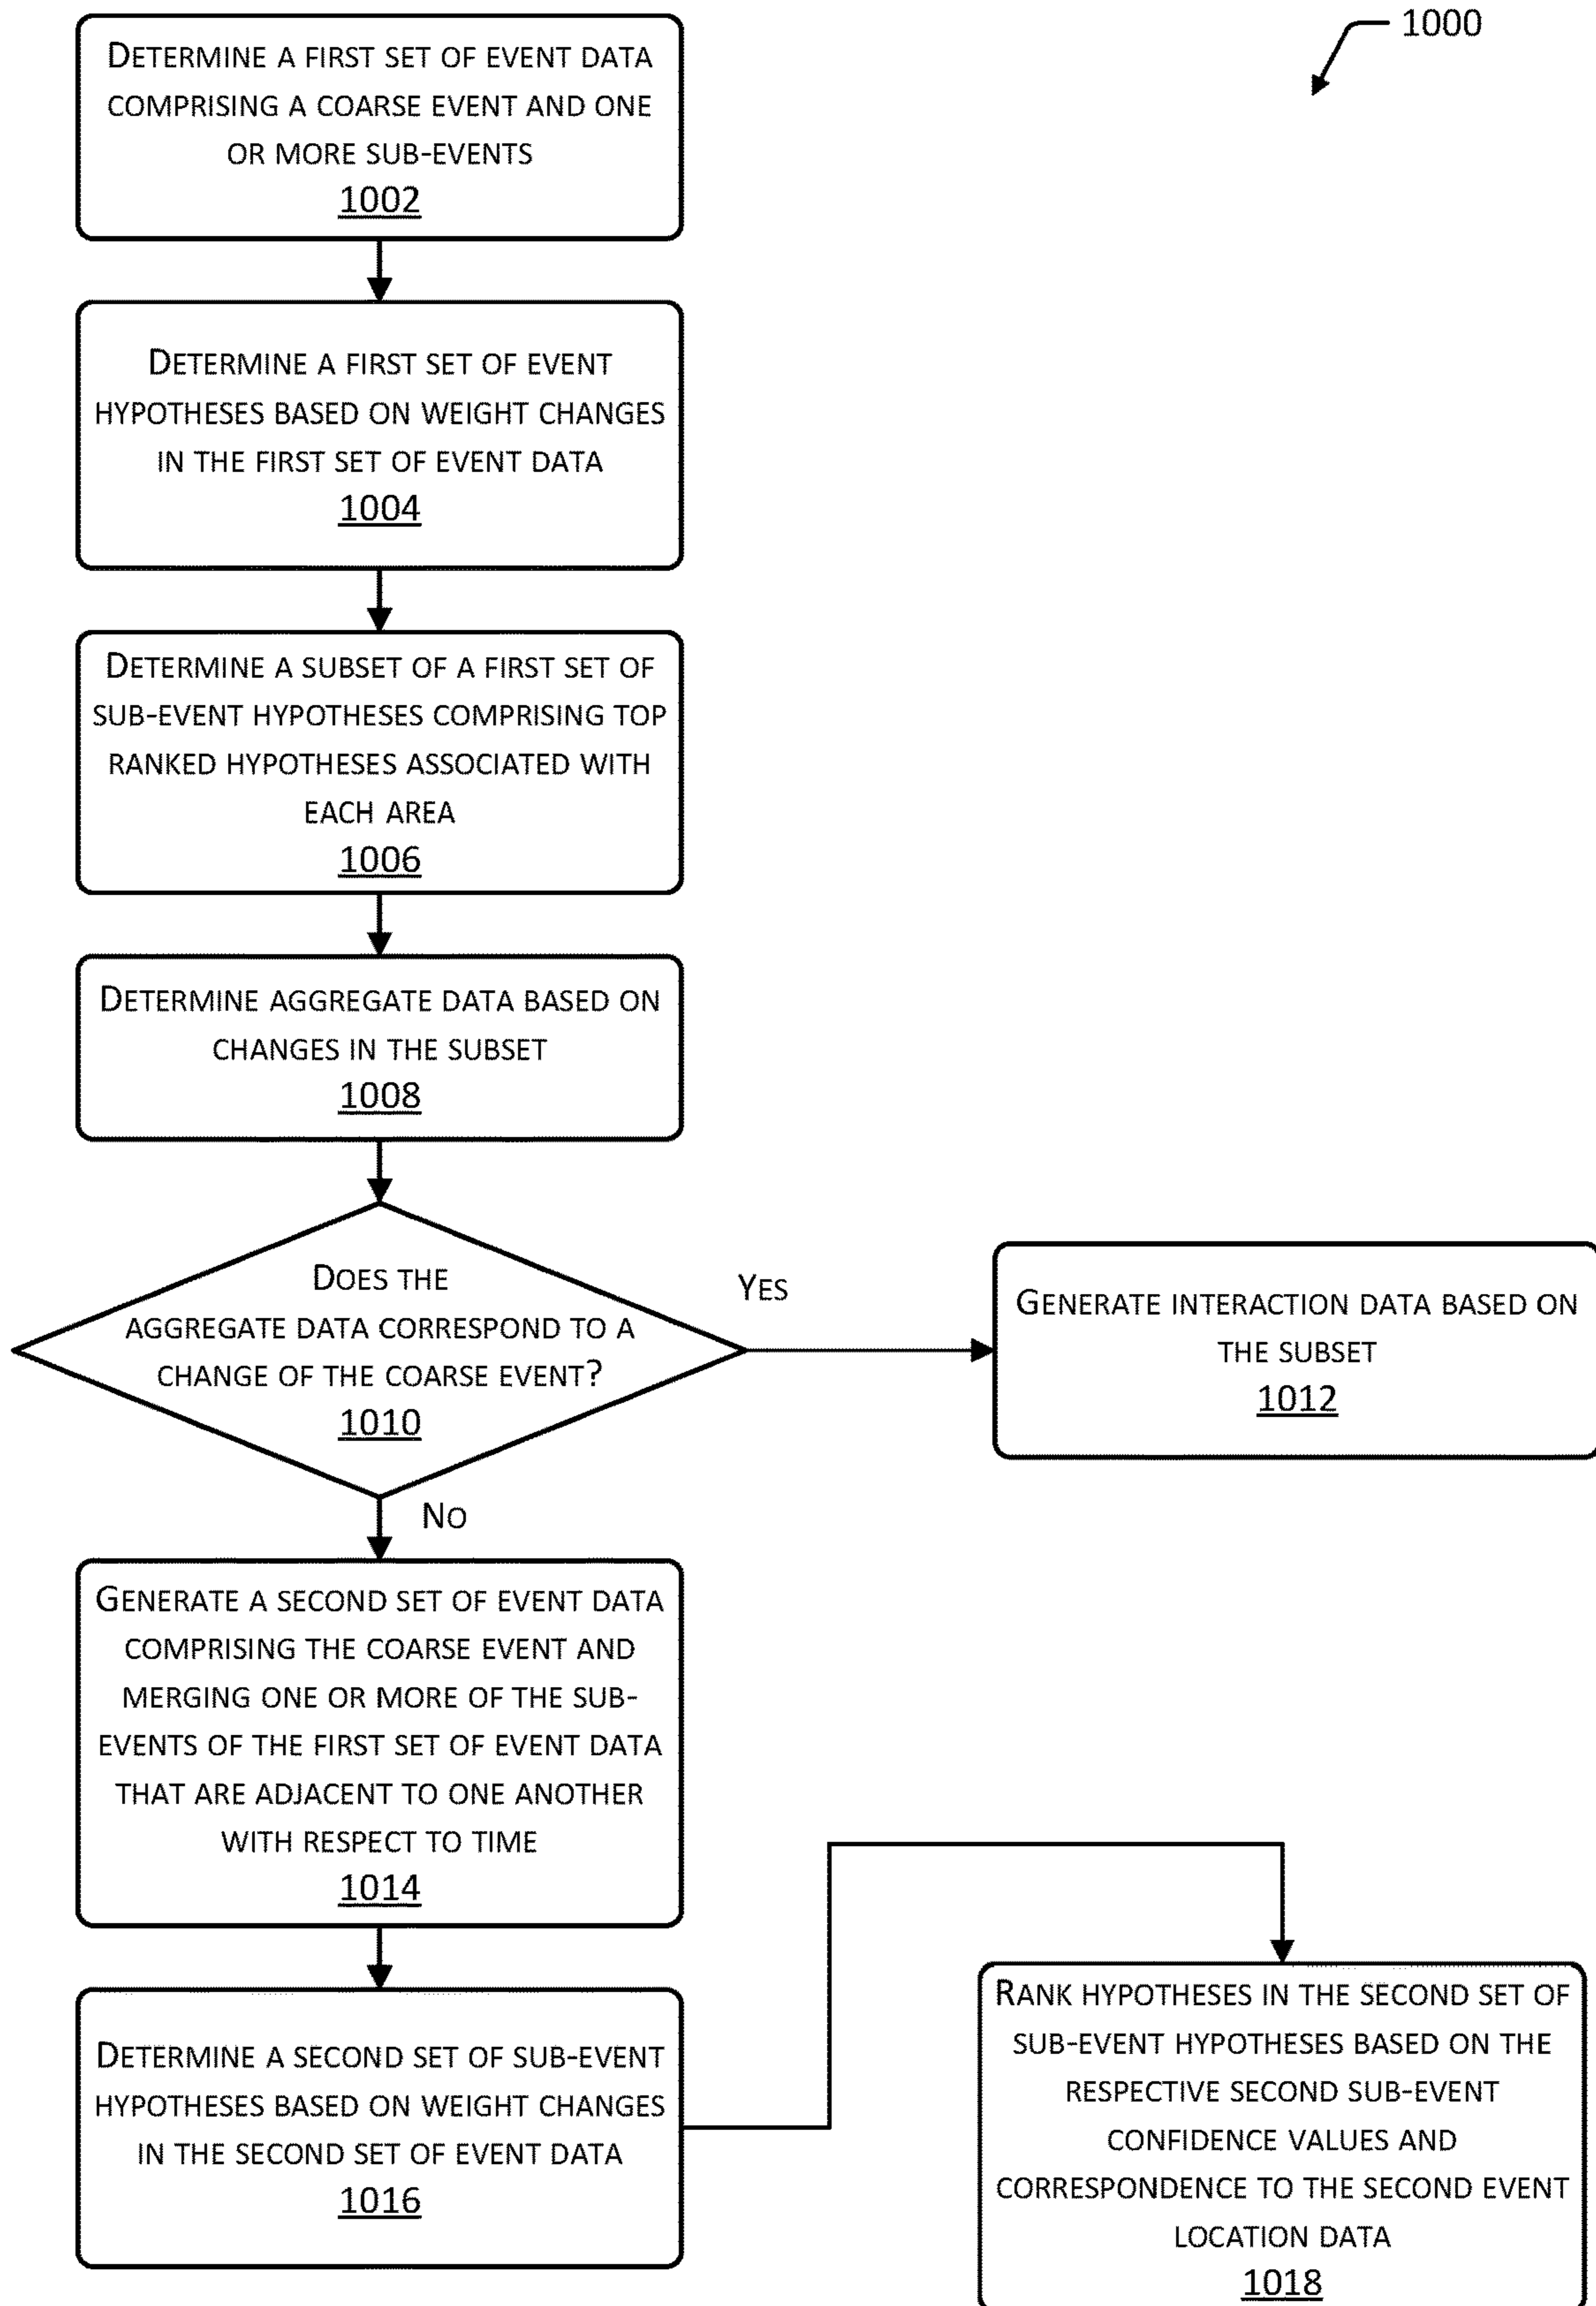 1000
DETERMINE A FIRST SET OF EVENT DATA
COMPRISING A COARSE EVENT AND ONE
OR MORE SUB-EVENTS
1002
DETERMINE A FIRST SET OF EVENT
HYPOTHESES BASED ON WEIGHT CHANGES
IN THE FIRST SET OF EVENT DATA
1004
DETERMINE A SUBSET OF A FIRST SET OF
SUB-EVENT HYPOTHESES COMPRISING TOP
RANKED HYPOTHESES ASSOCIATED WITH
EACH AREA
1006
DETERMINE AGGREGATE DATA BASED ON
CHANGES IN THE SUBSET
1008
DOES THE
AGGREGATE DATA CORRESPOND TO A
CHANGE OF THE COARSE EVENT?
1010
YES
GENERATE INTERACTION DATA BASED ON
THE SUBSET
1012
NO
GENERATE A SECOND SET OF EVENT DATA
COMPRISING THE COARSE EVENT AND
MERGING ONE OR MORE OF THE SUB-
EVENTS OF THE FIRST SET OF EVENT DATA
THAT ARE ADJACENT TO ONE ANOTHER
WITH RESPECT TO TIME
1014
DETERMINE A SECOND SET OF SUB-EVENT
HYPOTHESES BASED ON WEIGHT CHANGES
IN THE SECOND SET OF EVENT DATA
1016
RANK HYPOTHESES IN THE SECOND SET OF
SUB-EVENT HYPOTHESES BASED ON THE
RESPECTIVE SECOND SUB-EVENT
CONFIDENCE VALUES AND
CORRESPONDENCE TO THE SECOND EVENT
LOCATION DATA
1018